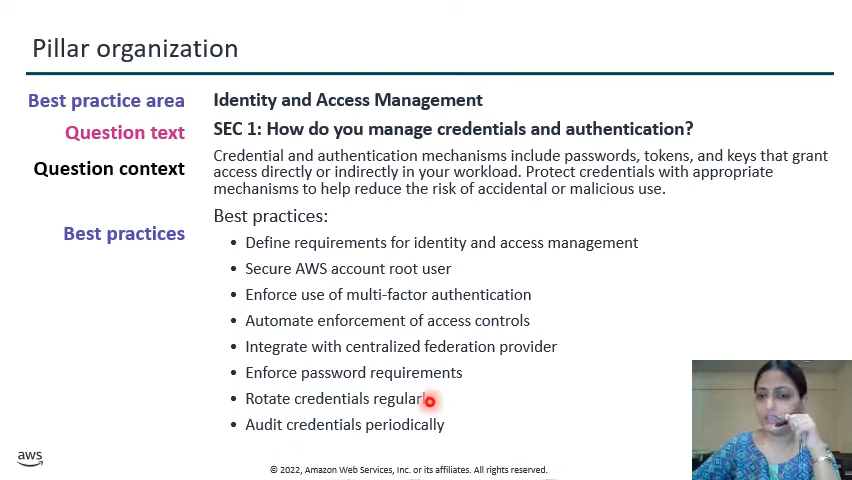 Pillar organization
Best practice area
Identity and Access Management
Question text
SEC 1: How do you manage credentials and authentication?
Question context
Credential and authentication mechanisms include passwords, tokens, and keys that grant
access directly or indirectly in your workload. Protect credentials with appropriate
mechanisms to help reduce the risk of accidental or malicious use.
Best practices
Best practices:
• Define requirements for identity and access management
• Secure AWS account root user
• Enforce use of multi-factor authentication
• Automate enforcement of access controls
• Integrate with centralized federation provider
• Enforce password requirements
• Rotate credentials regularly
• Audit credentials periodically
aws
© 2022, Amazon Web Services, Inc. or its affiliates. All rights reserved.